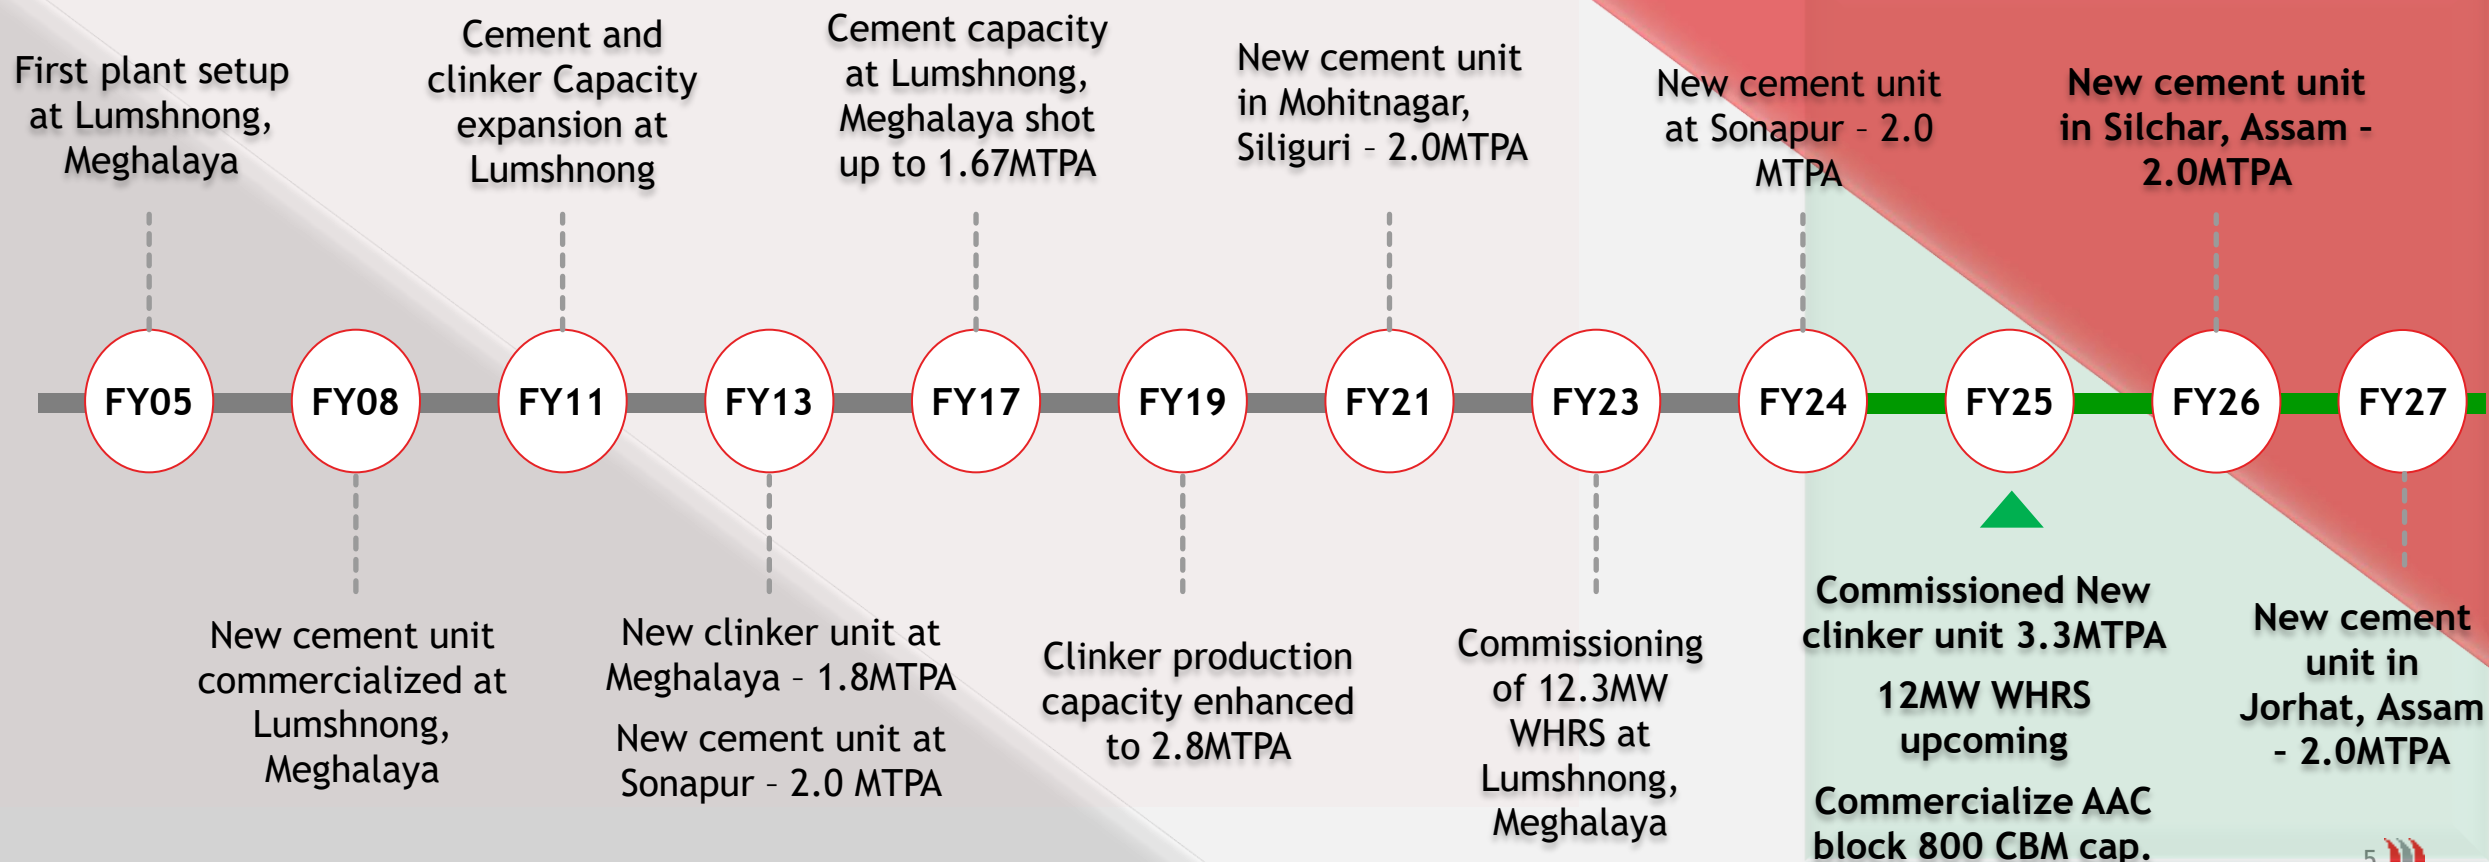 First plant setup
at Lumshnong,
Meghalaya
Cement and
clinker Capacity
expansion at
Lumshnong
Cement capacity
at Lumshnong,
Meghalaya shot
up to 1.67MTPA
New cement unit
in Mohitnagar,
Siliguri – 2.0MTPA
New cement unit
at Sonapur – 2.0
MTPA
New cement unit
in Silchar, Assam –
2.0MTPA
FY05
FY08
FY11
FY13
FY17
FY19
FY21
FY23
FY24
FY25
FY26
FY27
New cement unit
commercialized at
Lumshnong,
Meghalaya
New clinker unit at
Meghalaya – 1.8MTPA
New cement unit at
Sonapur – 2.0 MTPA
Clinker production
capacity enhanced
to 2.8MTPA
Commissioning
of 12.3MW
WHRS at
Lumshnong,
Meghalaya
Commissioned New
clinker unit 3.3MTPA
12MW WHRS
upcoming
Commercialize AAC
block 800 CBM cap.
New cement
unit in
Jorhat, Assam
– 2.0MTPA
5